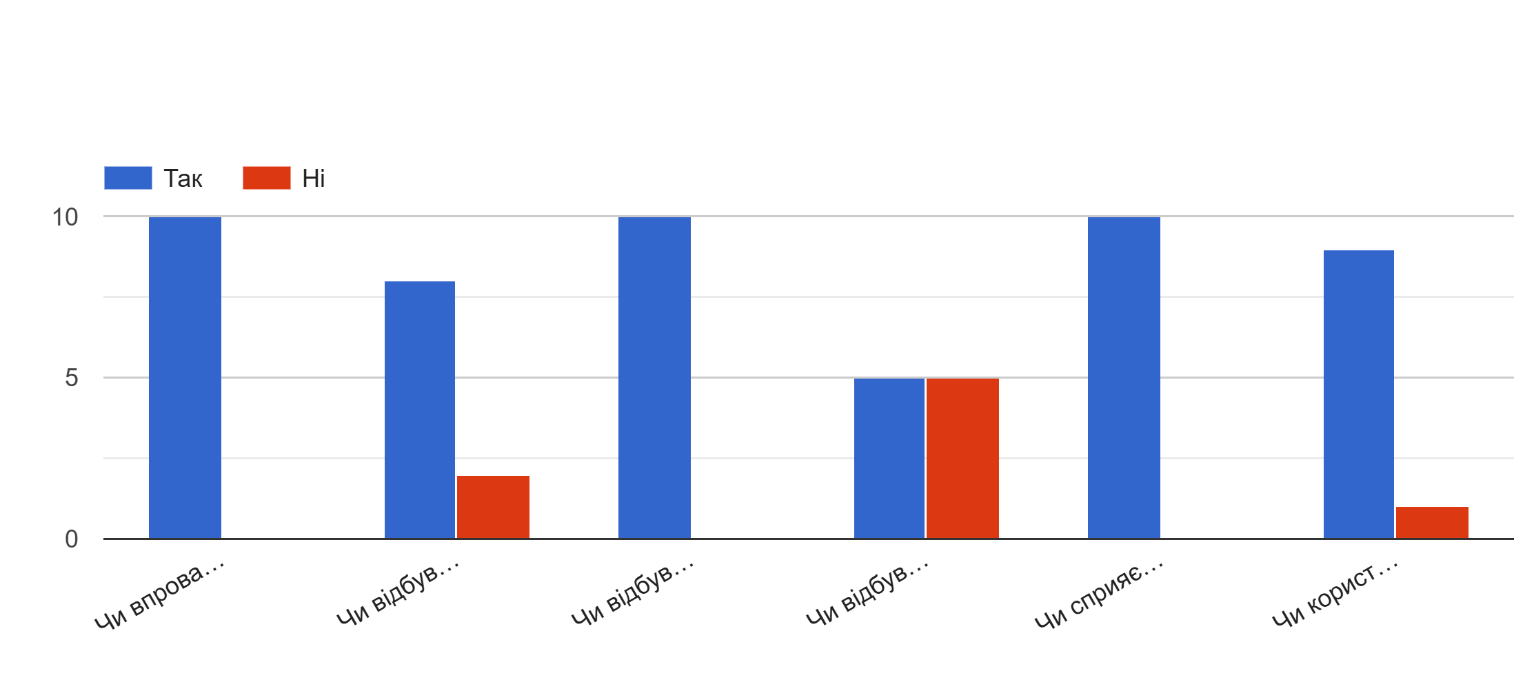 Так Ні
10
5
0
Чи впрова…
Чи відбув…
Чи відбув…
Чи відбув…
Чи сприяє…
Чи корист…